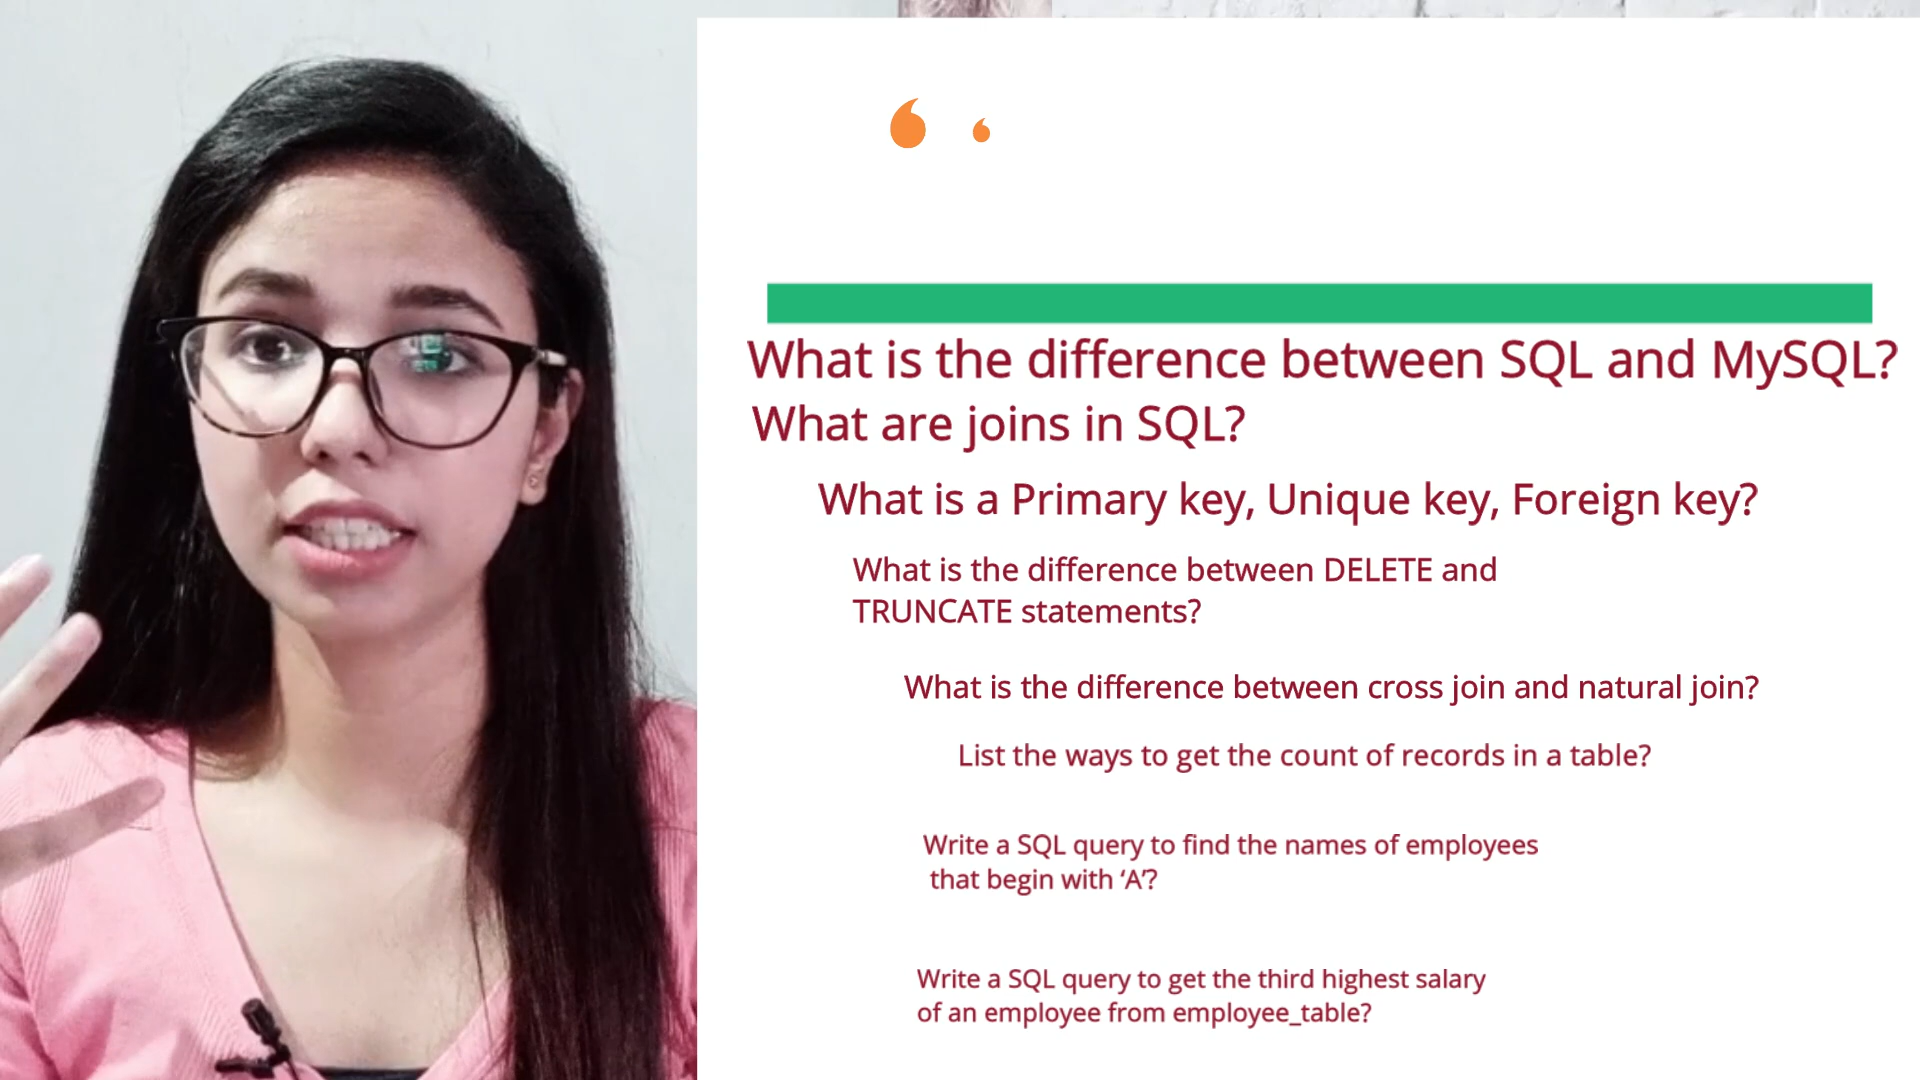 What is the difference between SQL and MySQL?
What are joins in SQL?
What is a Primary key, Unique key, Foreign key?
What is the difference between DELETE and
TRUNCATE statements?
What is the difference between cross join and natural join?
List the ways to get the count of records in a table?
Write a SQL query to find the names of employees
that begin with ‘A’?
Write a SQL query to get the third highest salary
of an employee from employee_table?